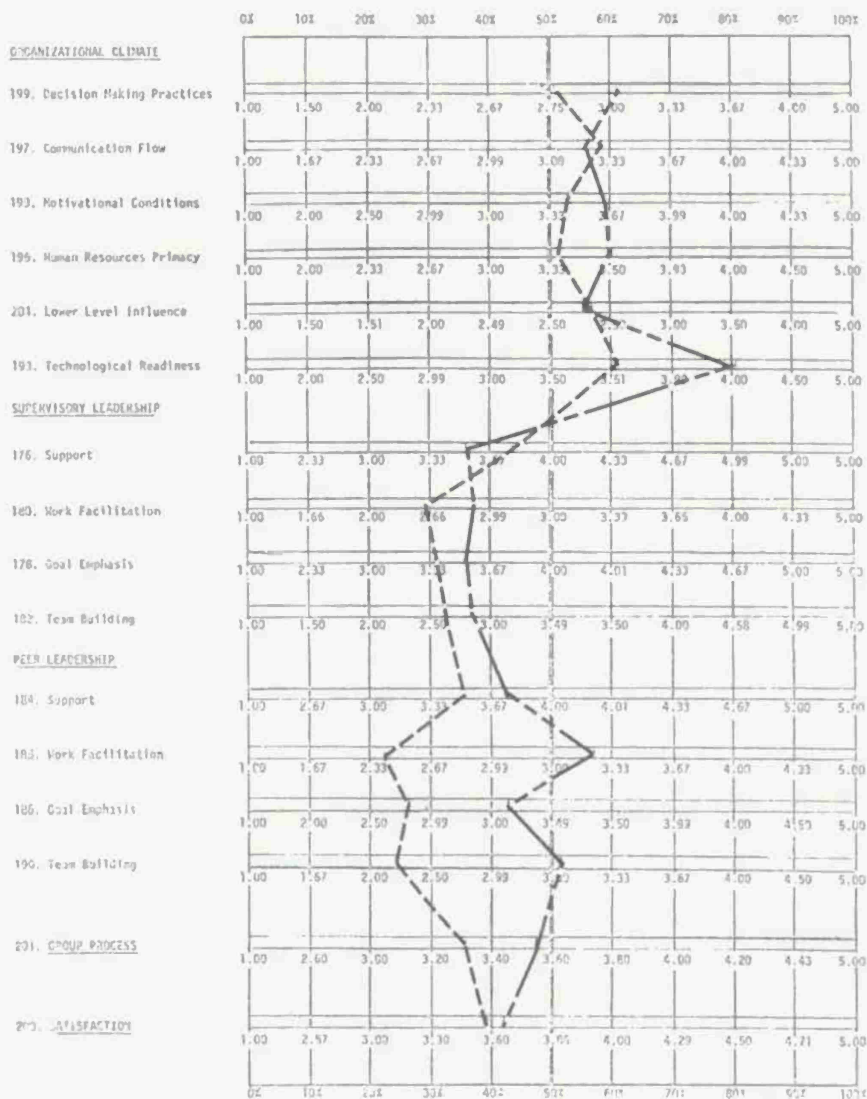 0% 10% 20% 30% 40% 50% 60% 70% 80% 90% 100%
ORGANIZATIONAL CLIMATE
199. Decision Making Practices
1.00 1.50 2.00 2.33 2.67 2.75 3.33 3.67 4.00 5.00
197. Communication Flow
1.00 1.67 2.33 2.67 2.99 3.00 3.33 3.67 4.00 4.33 5.00
193. Motivational Conditions
1.00 2.00 2.50 2.99 3.00 3.33 3.67 3.99 4.00 4.33 5.00
196. Human Resources Primacy
1.00 2.00 2.33 2.67 3.00 3.33 3.50 4.00 4.50 5.00
201. Lower Level Influence
1.00 1.50 1.51 2.00 2.49 2.50 3.00 3.50 5.00
191. Technological Readiness
1.00 2.00 2.50 2.99 3.00 3.50 3.51 4.00 4.50 5.00
SUPERVISORY LEADERSHIP
176. Support
1.00 2.33 3.00 3.33 4.00 4.33 4.67 4.99 5.00 5.00
180. Work Facilitation
1.00 1.66 2.00 2.66 2.99 3.00 3.33 4.00 4.33 5.00
178. Goal Emphasis
1.00 2.33 3.00 3.67 4.00 4.01 4.33 4.67 5.00
182. Team Building
1.00 1.50 2.00 2.50 3.00 3.49 3.50 4.00 4.99 5.00
PEER LEADERSHIP
184. Support
1.00 2.67 3.00 3.33 3.67 4.00 4.01 4.33 4.67 5.00 5.00
Work Facilitation
1.67 2.33 2.67 2.99 3.00 3.33 3.67 4.00 4.33 5.00
186. Goal Emphasis
1.00 2.00 2.50 2.99 3.00 3.49 3.50 4.00 4.50 5.00
190. Team Building
1.00 1.67 2.00 2.50 2.99 3.33 3.67 4.00 4.50 5.00
GROUP PROCESS
1.00 2.60 3.00 3.20 3.40 3.60 3.80 4.00 4.20 4.43 5.00
SATISFACTION
1.00 2.57 3.00 3.60 4.00 4.29 4.50 4.71 5.00
0% 10% 20% 30% 40% 50% 60% 70% 80% 90% 100%